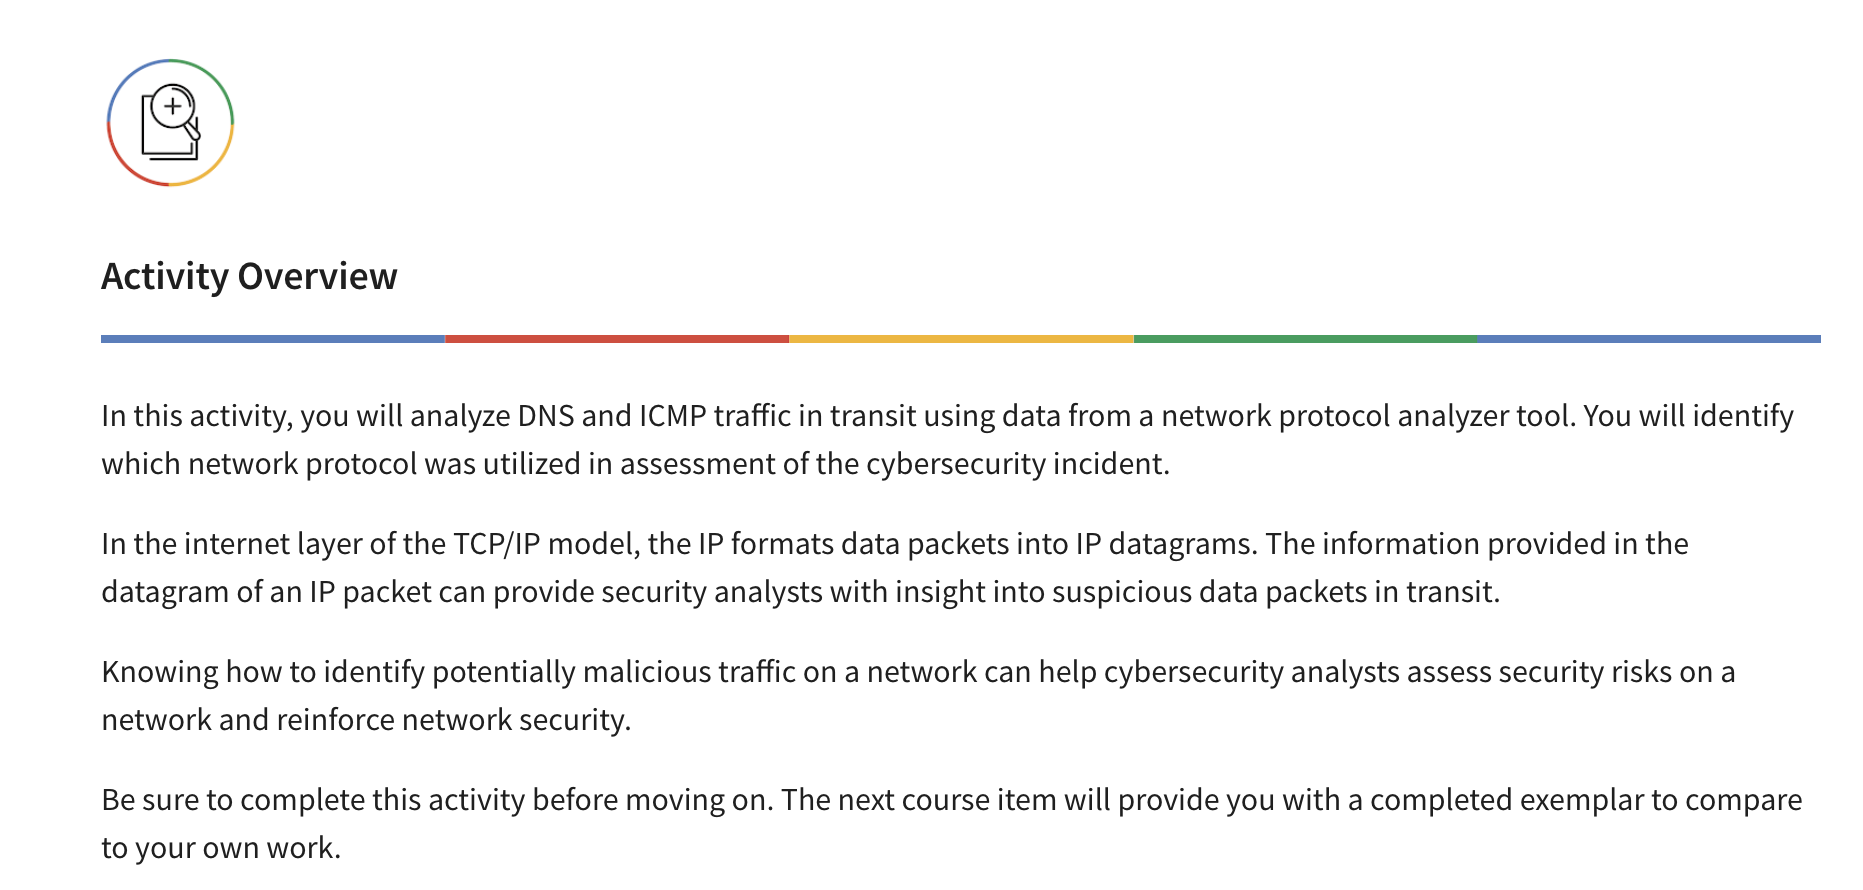 Activity Overview
In this activity, you will analyze DNS and ICMP traffic in transit using data from a network protocol analyzer tool. You will identify
which network protocol was utilized in assessment of the cybersecurity incident.
In the internet layer of the TCP/IP model, the IP formats data packets into IP datagrams. The information provided in the
datagram of an IP packet can provide security analysts with insight into suspicious data packets in transit.
Knowing how to identify potentially malicious traffic on a network can help cybersecurity analysts assess security risks on a
network and reinforce network security.
Be sure to complete this activity before moving on. The next course item will provide you with a completed exemplar to compare
to your own work.